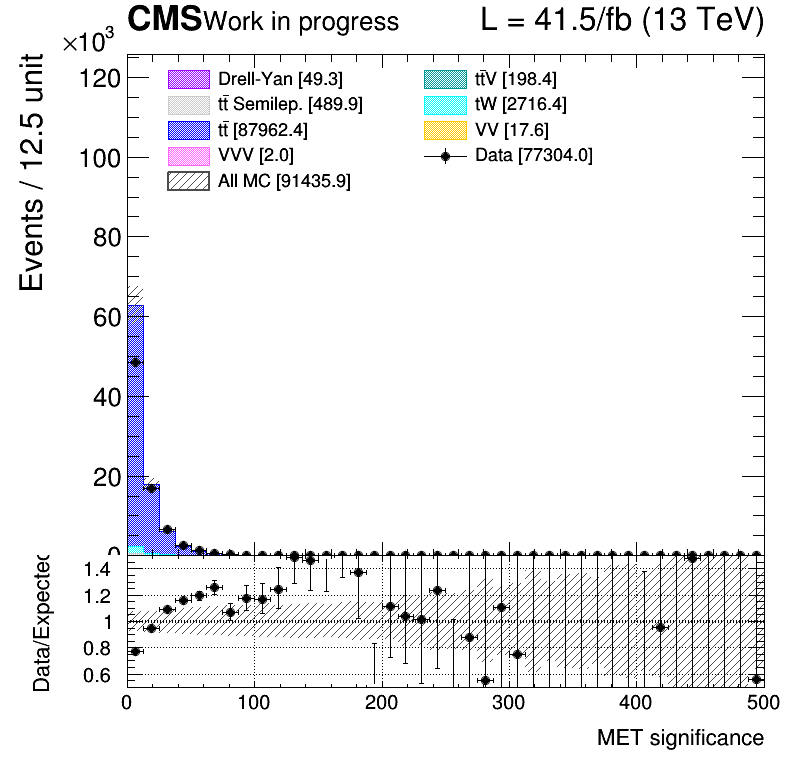 CMS Work in progress L = 41.5/fb (13 TeV)
×10³
Events / 12.5 unit
120
100
80
60
40
20
0
Drell-Yan [49.3]
tt̄ Semilep. [489.9]
tt̄ [87962.4]
VVV [2.0]
All MC [91435.9]
tt̄V [198.4]
tW [2716.4]
VV [17.6]
Data [77304.0]
Data/Expected
1.4
1.2
1
0.8
0.6
0 100 200 300 400 500
MET significance